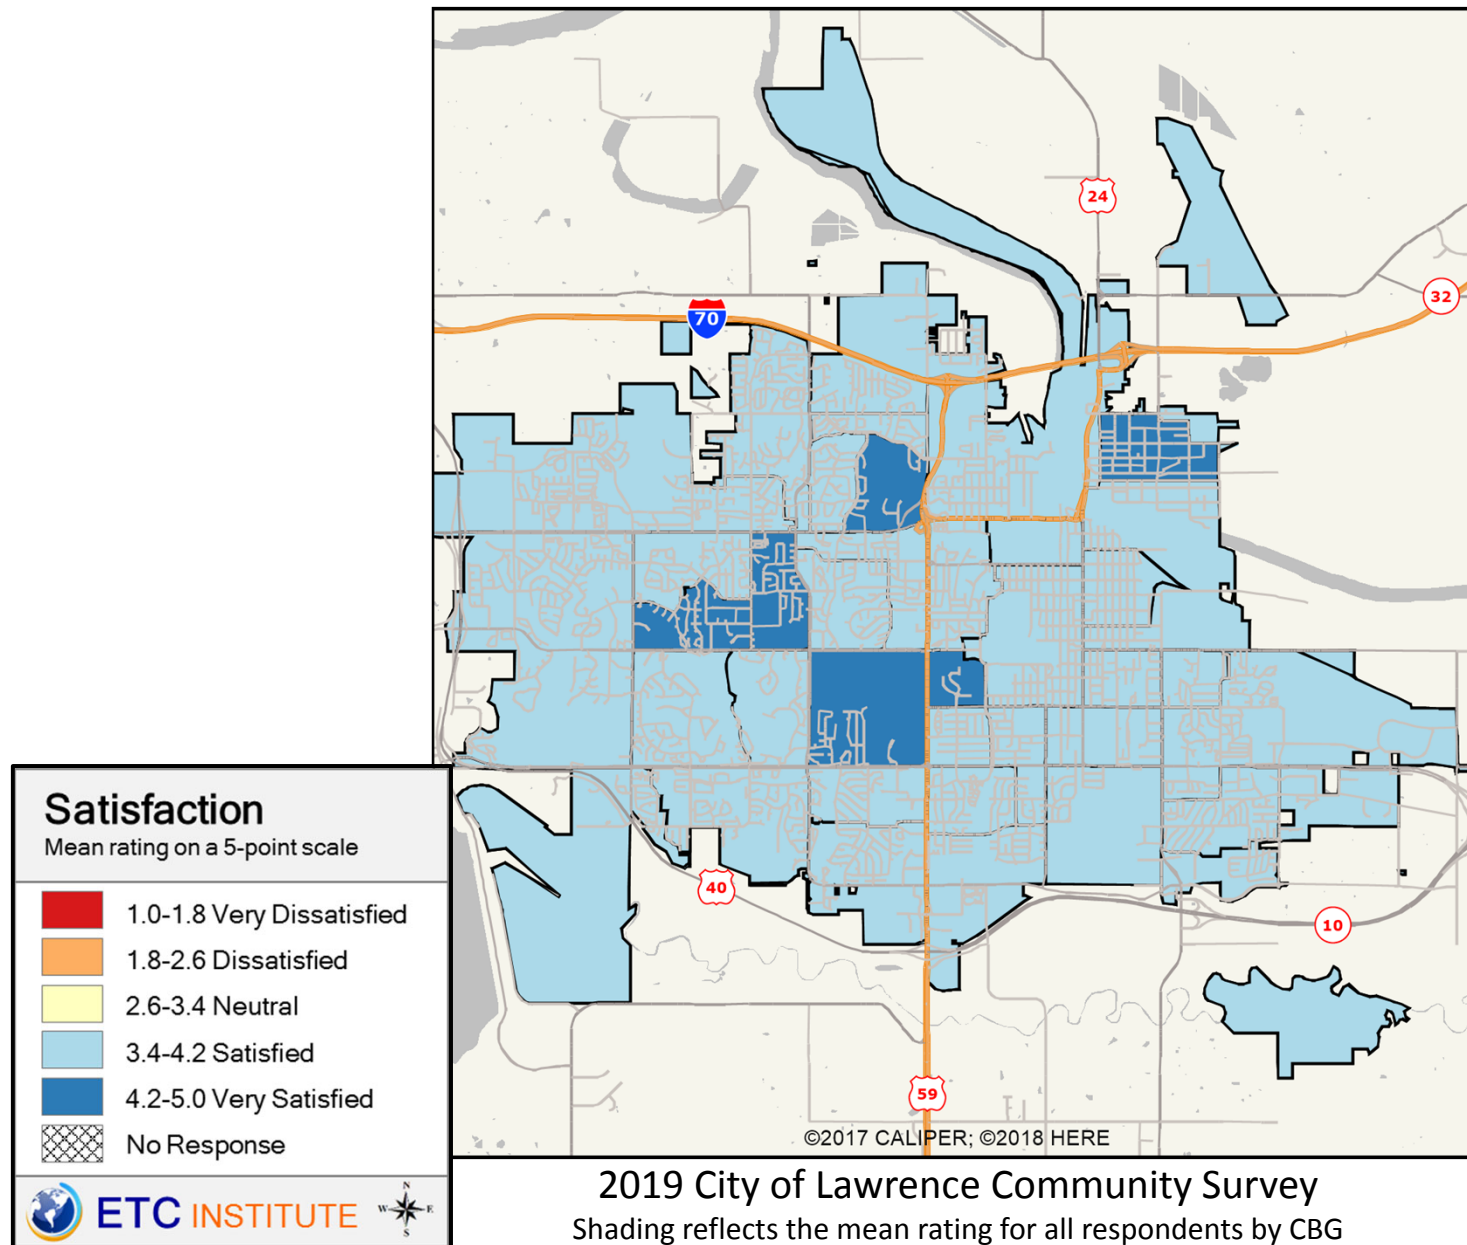 24
32
70
40
10
59
©2017 CALIPER; ©2018 HERE
Satisfaction
Mean rating on a 5-point scale
1.0-1.8 Very Dissatisfied
1.8-2.6 Dissatisfied
2.6-3.4 Neutral
3.4-4.2 Satisfied
4.2-5.0 Very Satisfied
No Response
ETC INSTITUTE
N
W E
S
2019 City of Lawrence Community Survey
Shading reflects the mean rating for all respondents by CBG